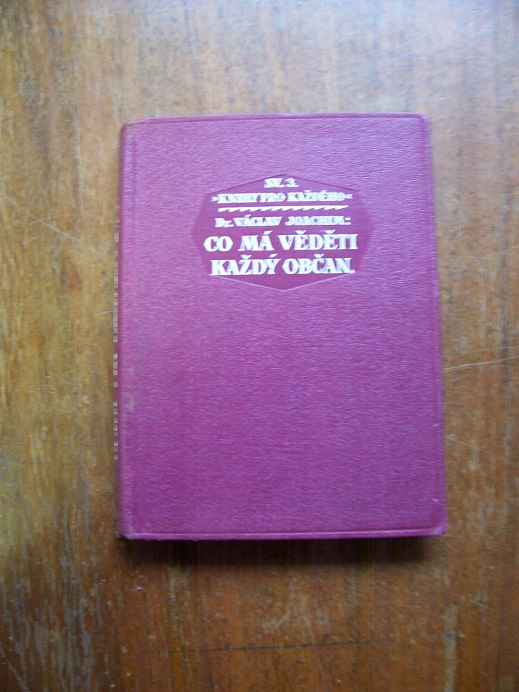 SV. 3.
»KNIHY PRO KAŽDÉHO«
Dr. VÁCLAV JOACHIM:
CO MÁ VĚDĚTI
KAŽDÝ OBČAN.